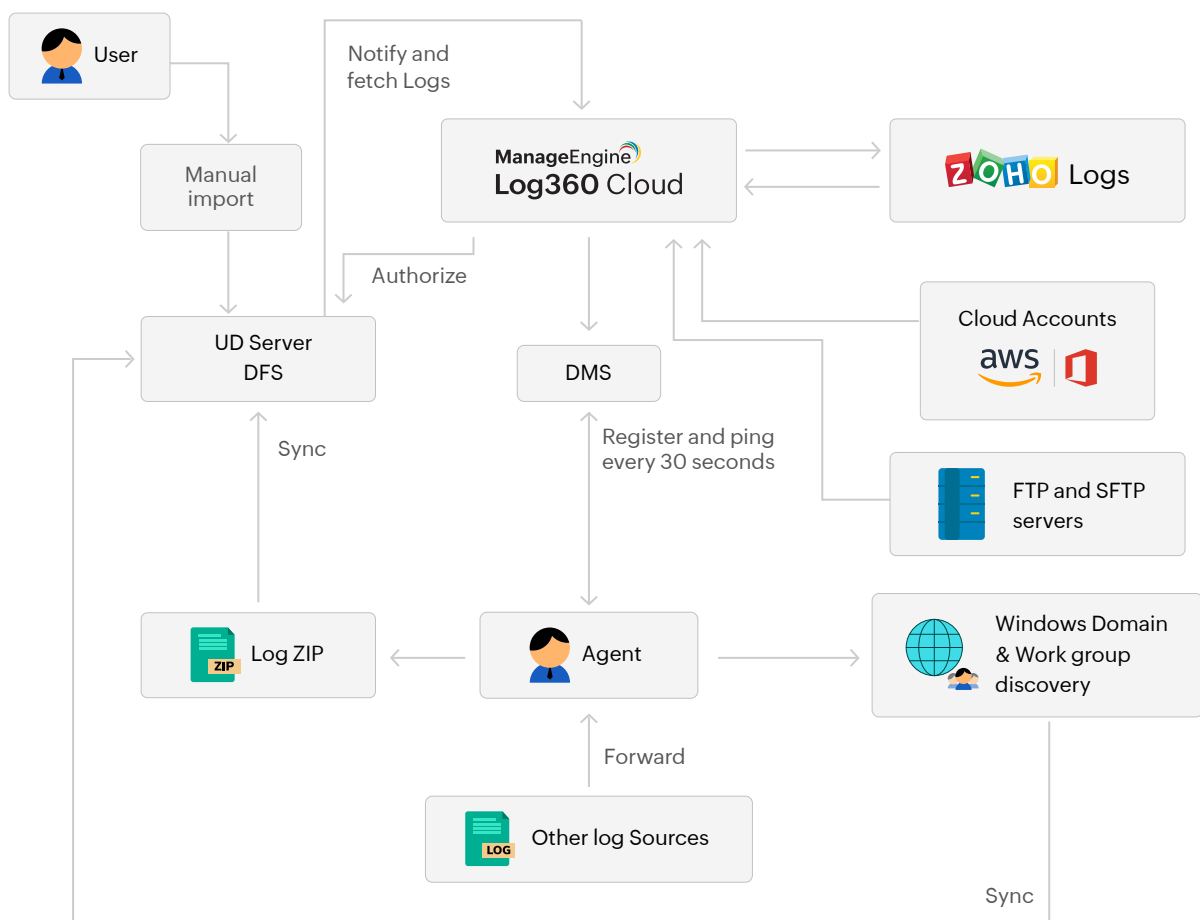 User
Notify and
fetch Logs
Manual
import
ManageEngine
Log360 Cloud
ZOHO Logs
Authorize
UD Server
DFS
DMS
Cloud Accounts
aws
Sync
Register and ping
every 30 seconds
FTP and SFTP
servers
ZIP
Log ZIP
Agent
Windows Domain
& Work group
discovery
Forward
LOG
Other log Sources
Sync